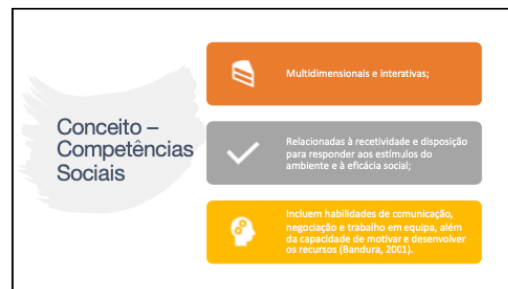 Conceito –
Competências
Sociais
Multidimensionais e interativas;
Relacionadas à recetividade e disposição
para responder aos estímulos do
ambiente e à eficácia social;
Incluem habilidades de comunicação,
negociação e trabalho em equipa, além
da capacidade de motivar e desenvolver
os recursos (Bandura, 2001).